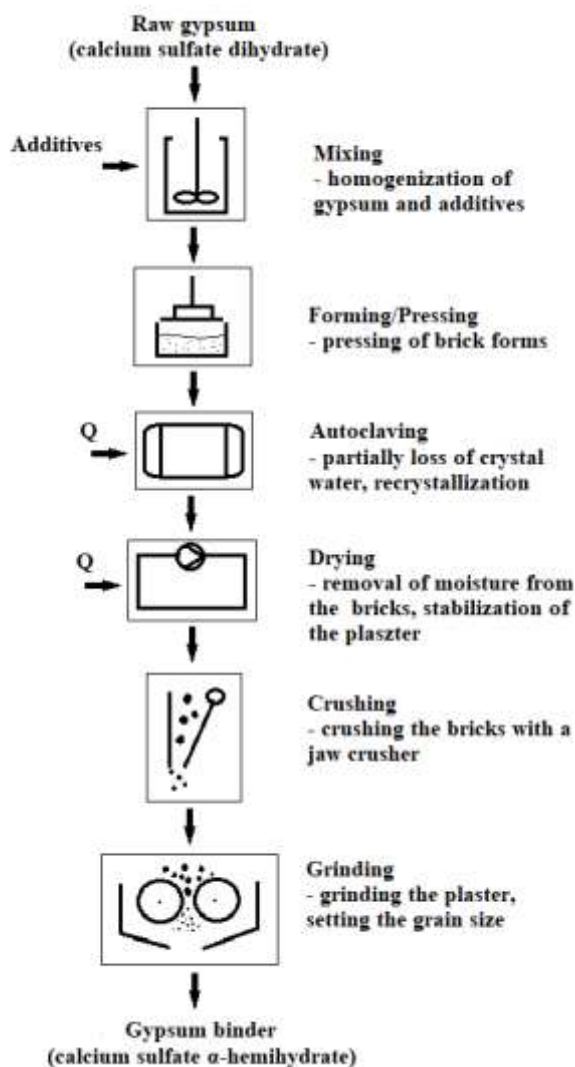 Raw gypsum
(calcium sulfate dihydrate)
Additives
Mixing
- homogenization of
gypsum and additives
Forming/Pressing
- pressing of brick forms
Q
Autoclaving
- partially loss of crystal
water, recrystallization
Q
Drying
- removal of moisture from
the bricks, stabilization of
the plaszter
Crushing
- crushing the bricks with a
jaw crusher
Grinding
- grinding the plaster,
setting the grain size
Gypsum binder
(calcium sulfate α-hemihydrate)